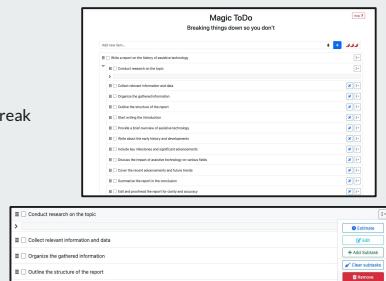 Magic ToDo
Help
Breaking things down so you don't
Add new item...
Write a report on the history of assistive technology
Conduct research on the topic
Collect relevant information and data
Organize the gathered information
Outline the structure of the report
Start writing the introduction
Provide a brief overview of assistive technology
Write about the early history and developments
Include key milestones and significant advancements
Discuss the impact of assistive technology on various fields
Cover the recent advancements and future trends
Summarise the report in the conclusion
Edit and proofread the report for clarity and accuracy
reak
Conduct research on the topic
Estimate
Collect relevant information and data
Edit
Organize the gathered information
Add Subtask
Clear subtasks
Outline the structure of the report
Remove